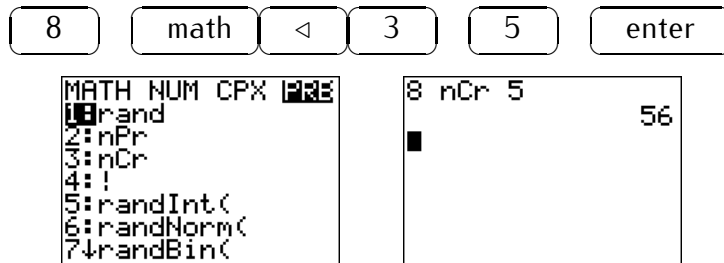 8 math ◁ 3 5 enter
MATH NUM CPX PRB
1:rand
2:nPr
3:nCr
4:!
5:randInt(
6:randNorm(
7↓randBin(
8 nCr 5
56